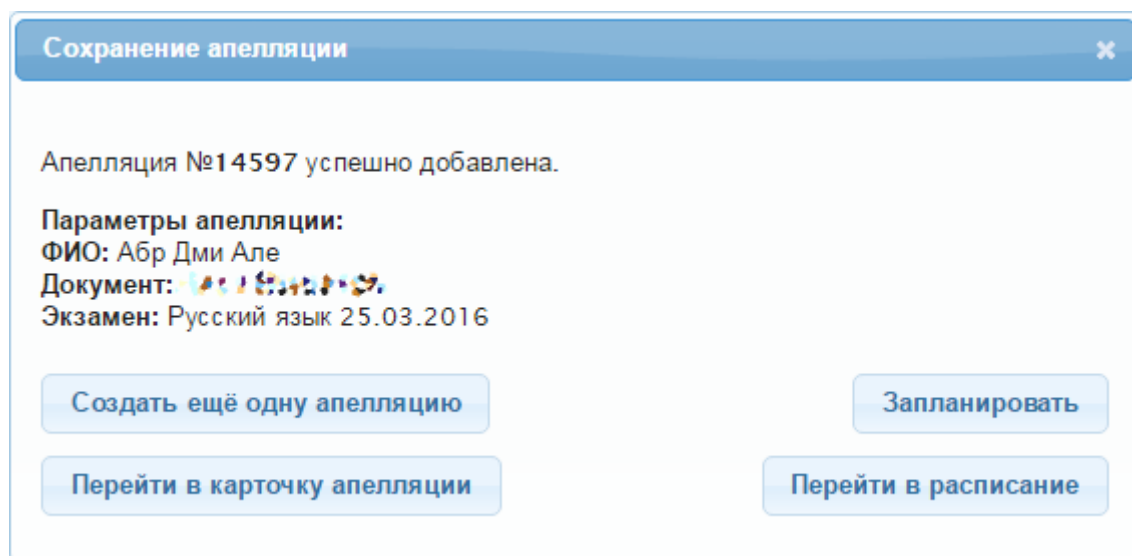 Сохранение апелляции
Апелляция №14597 успешно добавлена.
Параметры апелляции:
ФИО: Абр Дми Але
Документ:
Экзамен: Русский язык 25.03.2016
Создать ещё одну апелляцию
Запланировать
Перейти в карточку апелляции
Перейти в расписание